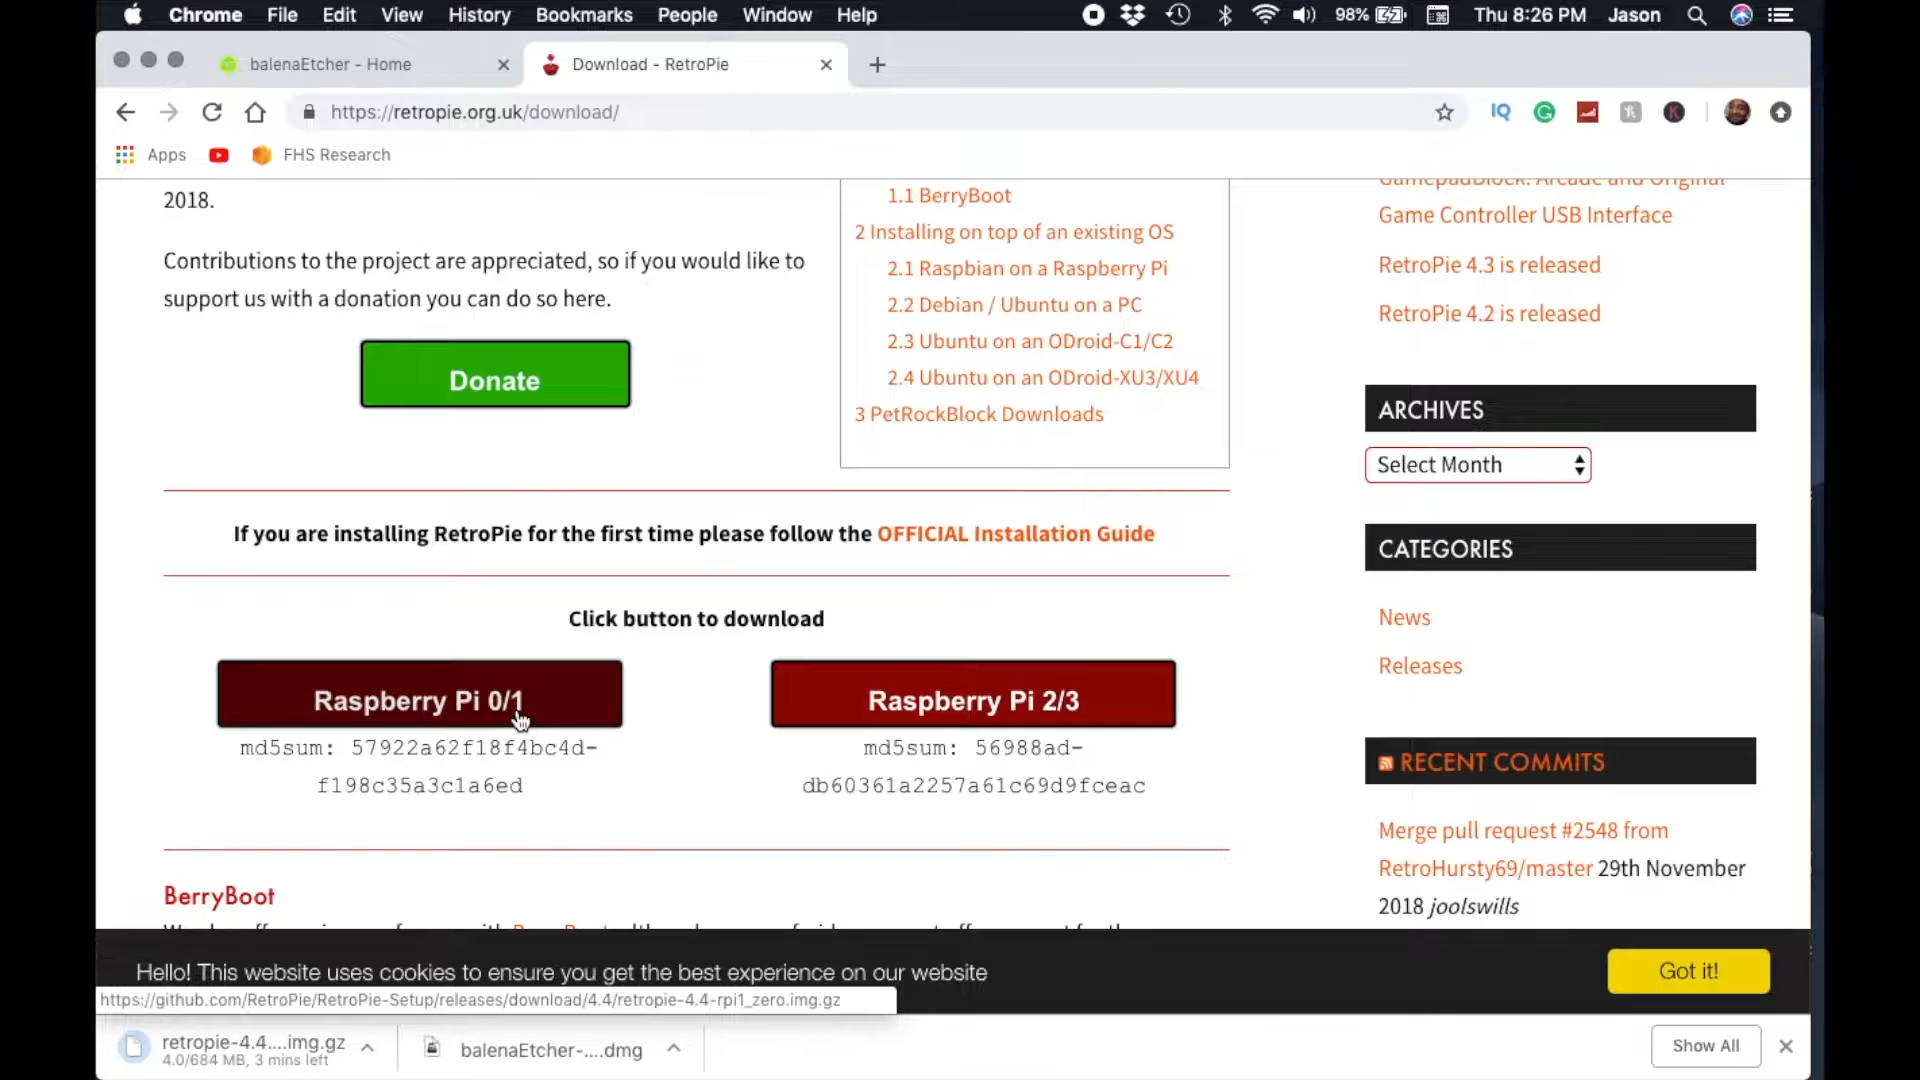 Chrome File Edit View History Bookmarks People Window Help 98% Thu 8:26 PM Jason
balenaEtcher - Home Download - RetroPie
https://retropie.org.uk/download/
Apps FHS Research
2018.
Contributions to the project are appreciated, so if you would like to
support us with a donation you can do so here.
Donate
1.1 BerryBoot
2 Installing on top of an existing OS
2.1 Raspbian on a Raspberry Pi
2.2 Debian / Ubuntu on a PC
2.3 Ubuntu on an ODroid-C1/C2
2.4 Ubuntu on an ODroid-XU3/XU4
3 PetRockBlock Downloads
If you are installing RetroPie for the first time please follow the OFFICIAL Installation Guide
Click button to download
Raspberry Pi 0/1
md5sum: 57922a62f18f4bc4d-
f198c35a3c1a6ed
Raspberry Pi 2/3
md5sum: 56988ad-
db60361a2257a61c69d9fceac
BerryBoot
GamepadBlock: Arcade and Original
Game Controller USB Interface
RetroPie 4.3 is released
RetroPie 4.2 is released
ARCHIVES
Select Month
CATEGORIES
News
Releases
RECENT COMMITS
Merge pull request #2548 from
RetroHursty69/master 29th November
2018 joolswills
Hello! This website uses cookies to ensure you get the best experience on our website
Got it!
https://github.com/RetroPie/RetroPie-Setup/releases/download/4.4/retropie-4.4-rpi1_zero.img.gz
retropie-4.4....img.gz
4.0/684 MB, 3 mins left
balenaEtcher-....dmg
Show All